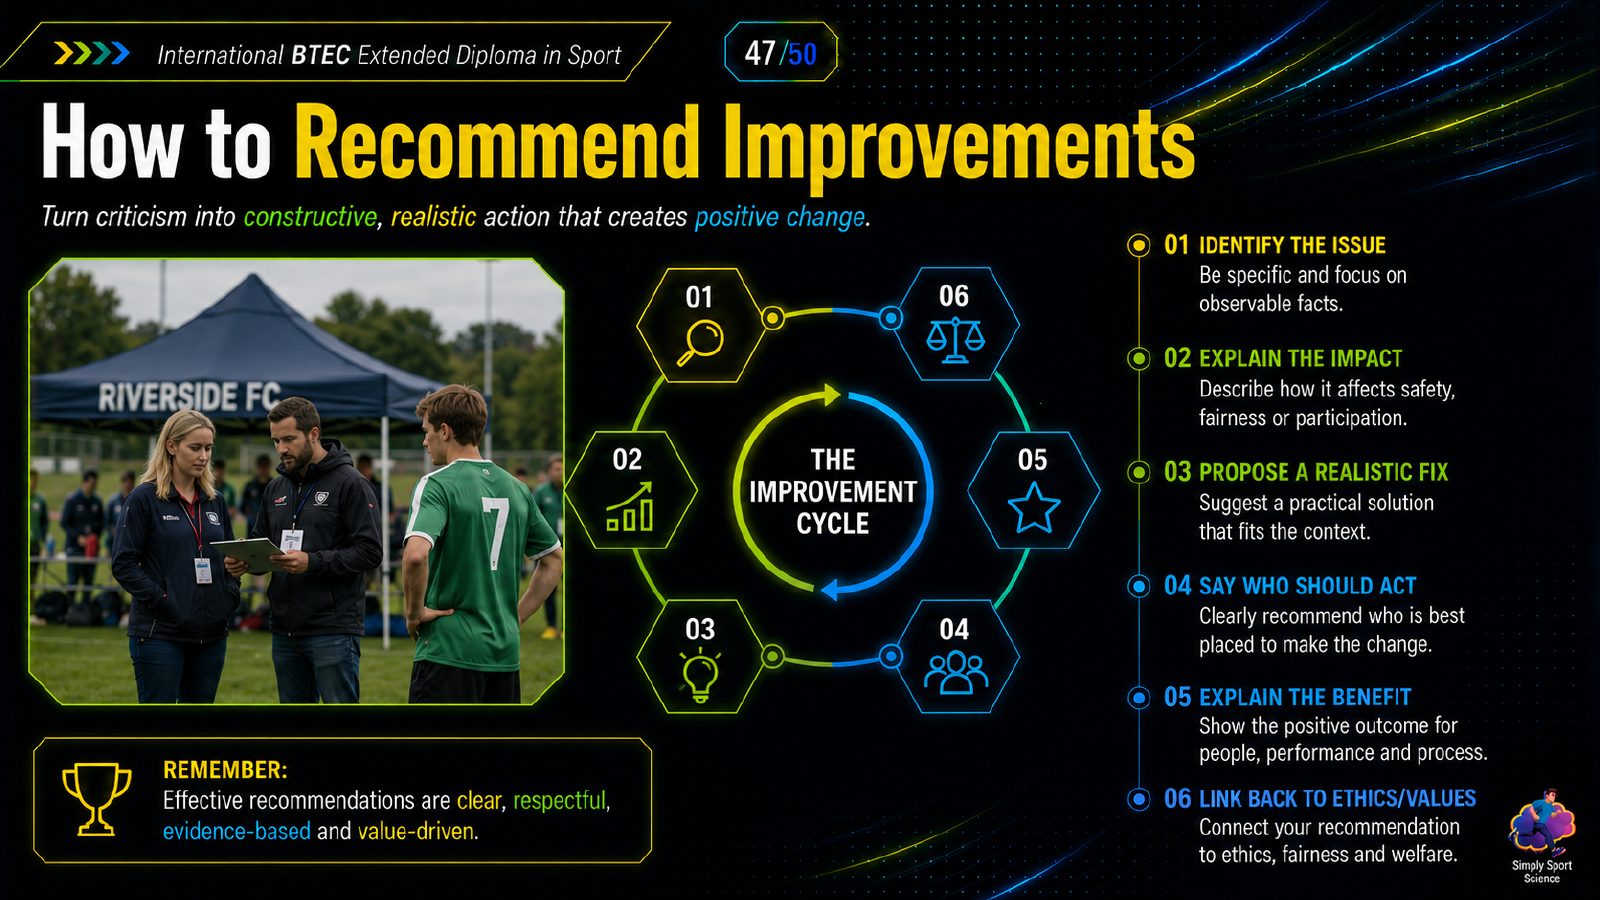 International BTEC Extended Diploma in Sport
47/50
How to Recommend Improvements
Turn criticism into constructive, realistic action that creates positive change.
RIVERSIDE FC
7
01
02
03
04
05
06
THE
IMPROVEMENT
CYCLE
01 IDENTIFY THE ISSUE
Be specific and focus on
observable facts.
02 EXPLAIN THE IMPACT
Describe how it affects safety,
fairness or participation.
03 PROPOSE A REALISTIC FIX
Suggest a practical solution
that fits the context.
04 SAY WHO SHOULD ACT
Clearly recommend who is best
placed to make the change.
05 EXPLAIN THE BENEFIT
Show the positive outcome for
people, performance and process.
06 LINK BACK TO ETHICS/VALUES
Connect your recommendation
to ethics, fairness and welfare.
REMEMBER:
Effective recommendations are clear, respectful,
evidence-based and value-driven.
Simply Sport
Science